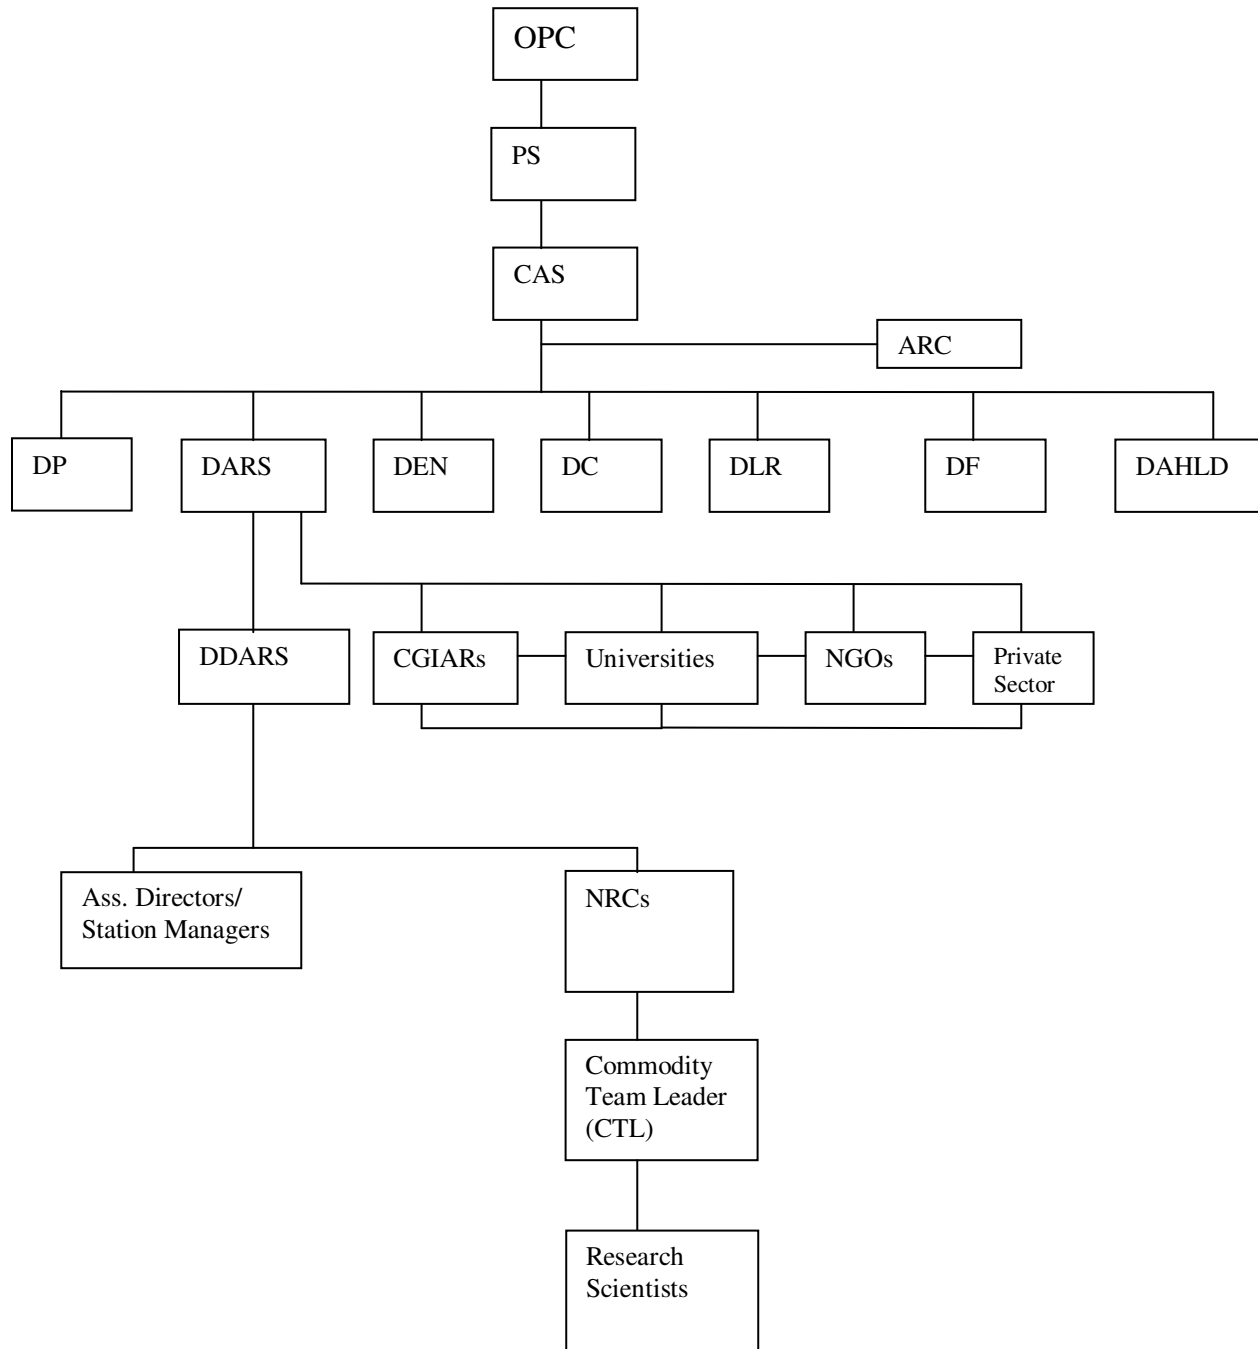 OPC
PS
CAS
ARC
DP
DARS
DEN
DC
DLR
DF
DAHLD
DDARS
CGIARs
Universities
NGOs
Private
Sector
Ass. Directors/
Station Managers
NRCs
Commodity
Team Leader
(CTL)
Research
Scientists